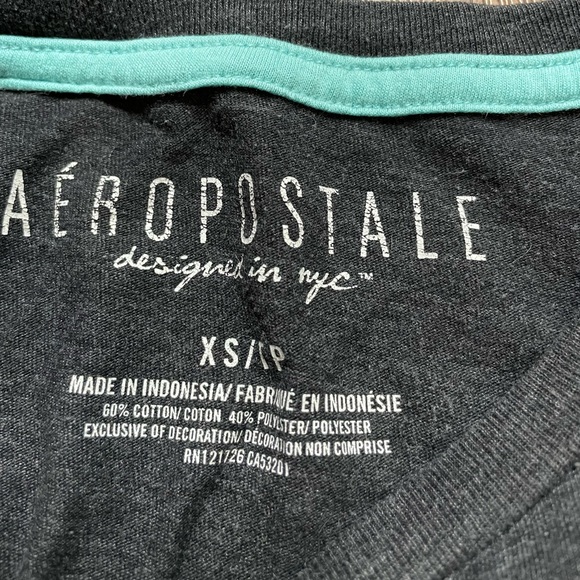 AÉROPOSTALE
designed in nyc™
XS/TP
MADE IN INDONESIA/ FABRIQUÉ EN INDONÉSIE
60% COTTON/ COTON 40% POLYESTER/ POLYESTER
EXCLUSIVE OF DECORATION/ DÉCORATION NON COMPRISE
RN121726 CA53201